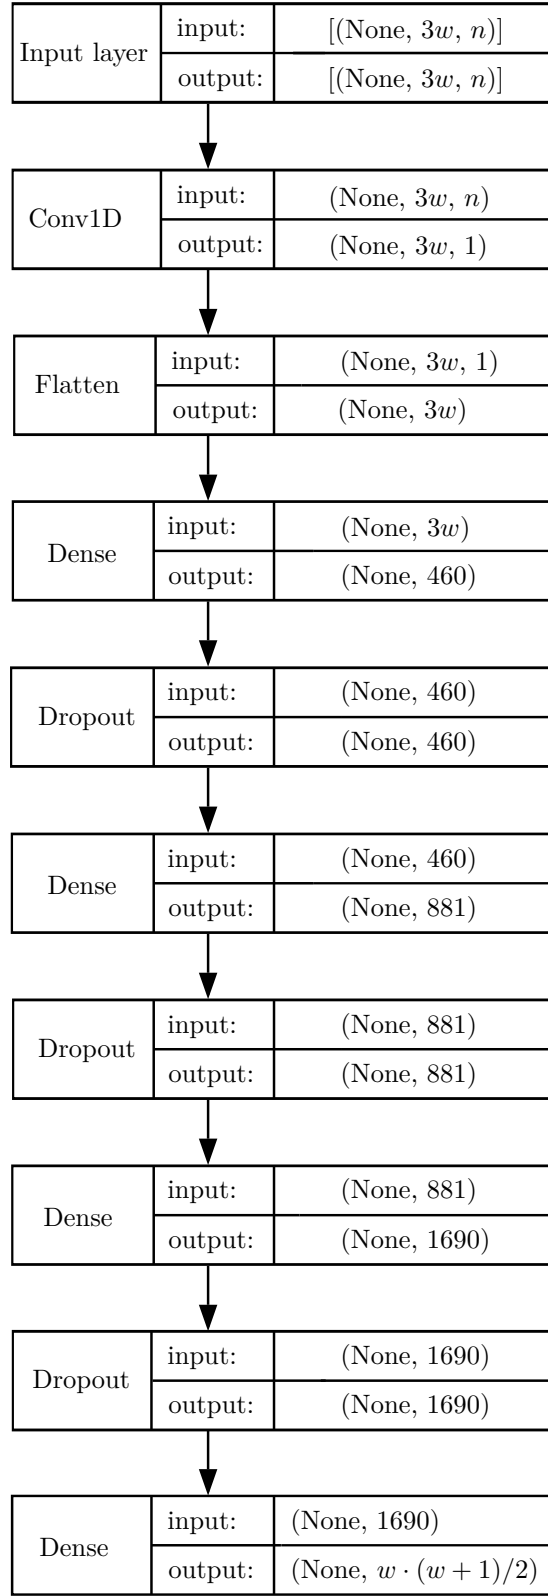 Input layer
input: [(None, 3w, n)]
output: [(None, 3w, n)]
Conv1D
input: (None, 3w, n)
output: (None, 3w, 1)
Flatten
input: (None, 3w, 1)
output: (None, 3w)
Dense
input: (None, 3w)
output: (None, 460)
Dropout
input: (None, 460)
output: (None, 460)
Dense
input: (None, 460)
output: (None, 881)
Dropout
input: (None, 881)
output: (None, 881)
Dense
input: (None, 881)
output: (None, 1690)
Dropout
input: (None, 1690)
output: (None, 1690)
Dense
input: (None, 1690)
output: (None, w · (w + 1)/2)